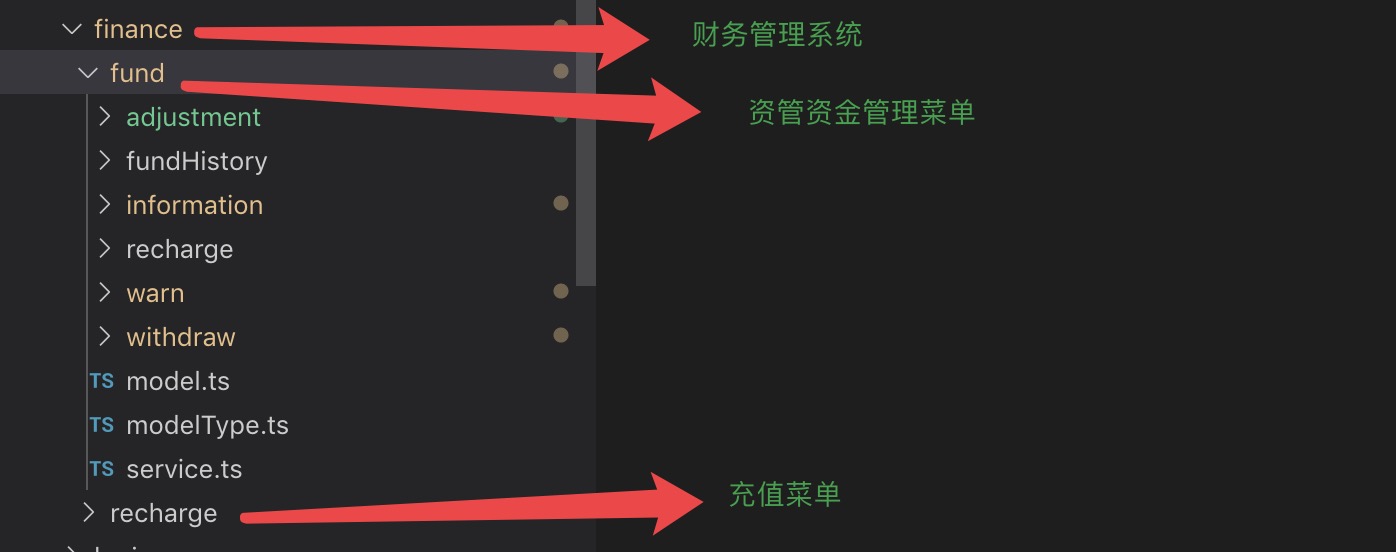 finance
财务管理系统
fund
资管资金管理菜单
adjustment
fundHistory
information
recharge
warn
withdraw
TS model.ts
TS modelType.ts
TS service.ts
充值菜单
recharge